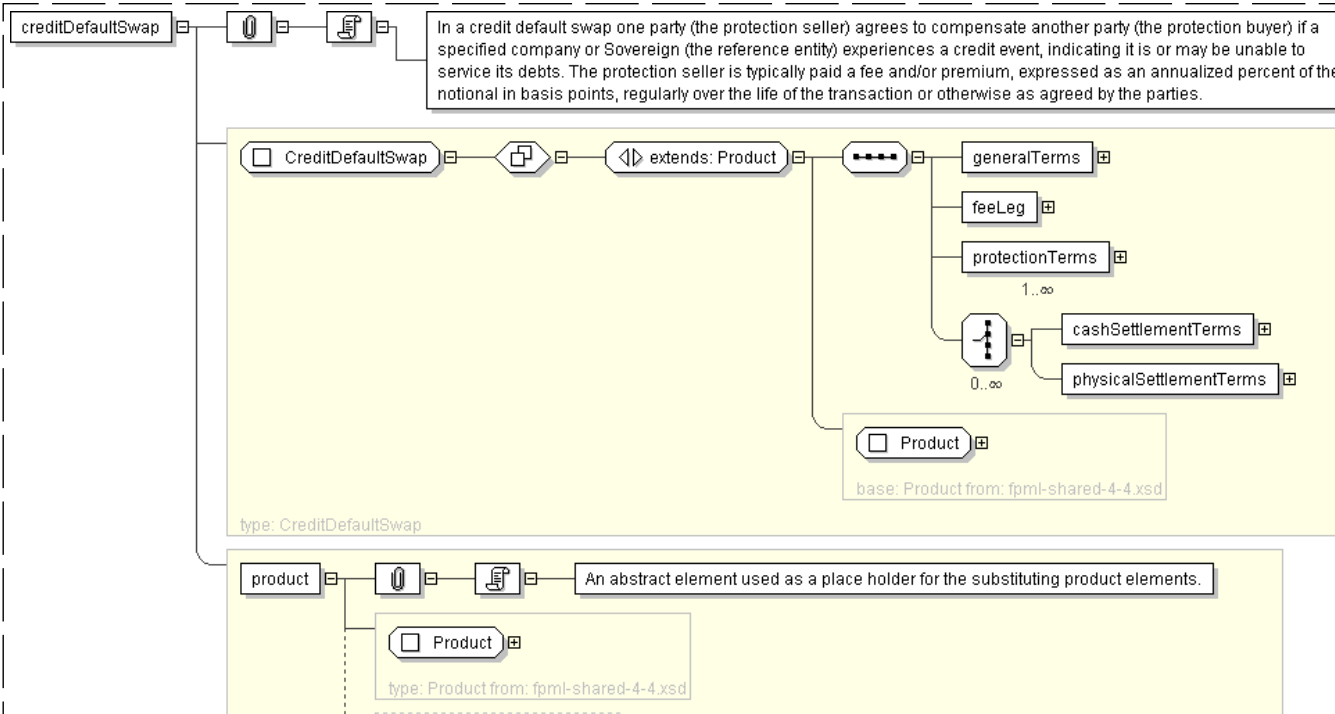 creditDefaultSwap
In a credit default swap one party (the protection seller) agrees to compensate another party (the protection buyer) if a
specified company or Sovereign (the reference entity) experiences a credit event, indicating it is or may be unable to
service its debts. The protection seller is typically paid a fee and/or premium, expressed as an annualized percent of the
notional in basis points, regularly over the life of the transaction or otherwise as agreed by the parties.
CreditDefaultSwap
extends: Product
generalTerms
feeLeg
protectionTerms
1..∞
cashSettlementTerms
0..∞
physicalSettlementTerms
Product
base: Product from: fpml-shared-4-4.xsd
type: CreditDefaultSwap
product
An abstract element used as a place holder for the substituting product elements.
Product
type: Product from: fpml-shared-4-4.xsd